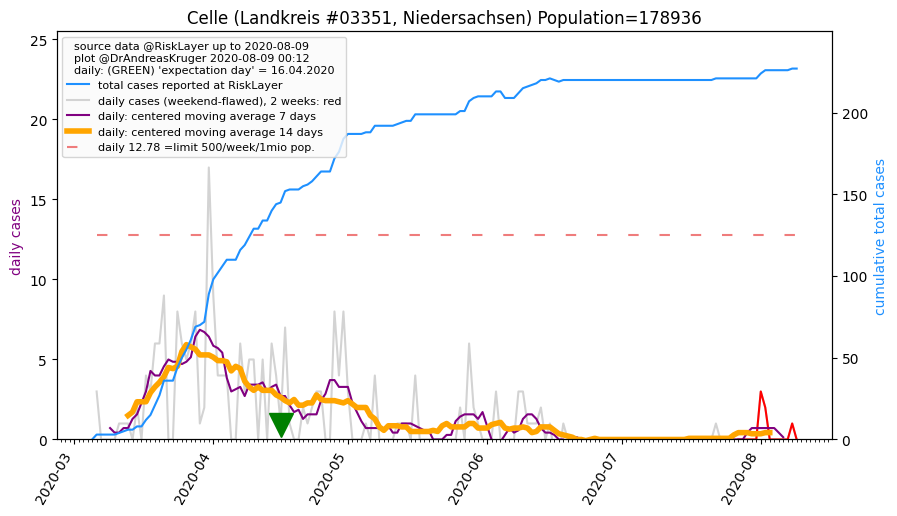 Celle (Landkreis #03351, Niedersachsen) Population=178936
source data @RiskLayer up to 2020-08-09
plot @DrAndreasKruger 2020-08-09 00:12
daily: (GREEN) 'expectation day' = 16.04.2020
total cases reported at RiskLayer
daily cases (weekend-flawed), 2 weeks: red
daily: centered moving average 7 days
daily: centered moving average 14 days
daily 12.78 =limit 500/week/1mio pop.
daily cases
25
20
15
10
5
0
cumulative total cases
200
150
100
50
0
2020-03
2020-04
2020-05
2020-06
2020-07
2020-08